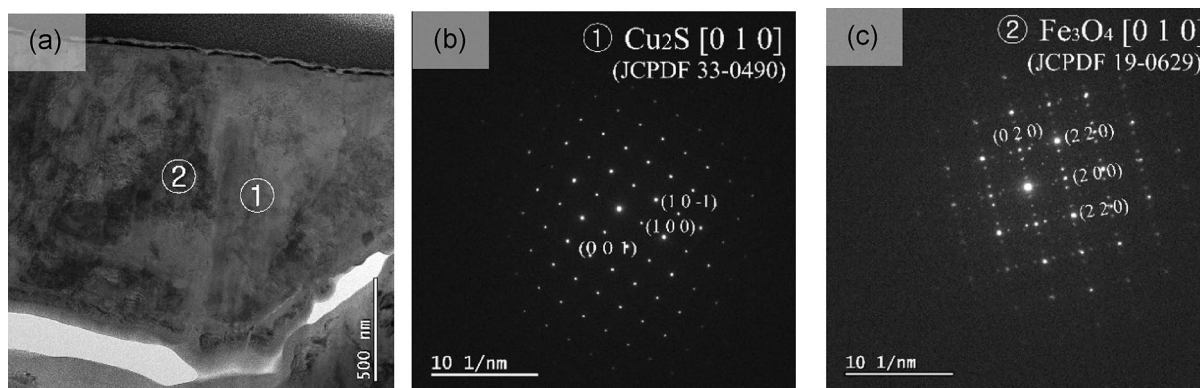 (a)
②
①
500 nm
(b)
① Cu₂S [0 1 0]
(JCPDF 33-0490)
(1 0 -1)
(1 0 0)
(0 0 1)
10 1/nm
(c)
② Fe₃O₄ [0 1 0]
(JCPDF 19-0629)
(0 2 0)
(2 2 0)
(2 0 0)
(2 2 0)
10 1/nm